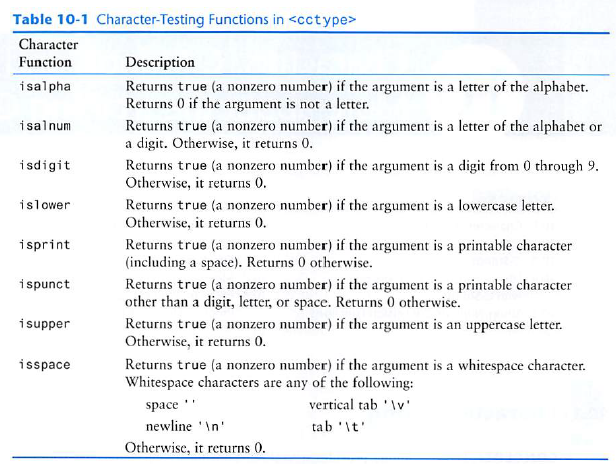 Table 10-1 Character-Testing Functions in <cctype>
Character
Function Description
isalpha Returns true (a nonzero number) if the argument is a letter of the alphabet.
Returns 0 if the argument is not a letter.
isalnum Returns true (a nonzero number) if the argument is a letter of the alphabet or
a digit. Otherwise, it returns 0.
isdigit Returns true (a nonzero number) if the argument is a digit from 0 through 9.
Otherwise, it returns 0.
islower Returns true (a nonzero number) if the argument is a lowercase letter.
Otherwise, it returns 0.
isprint Returns true (a nonzero number) if the argument is a printable character
(including a space). Returns 0 otherwise.
ispunct Returns true (a nonzero number) if the argument is a printable character
other than a digit, letter, or space. Returns 0 otherwise.
isupper Returns true (a nonzero number) if the argument is an uppercase letter.
Otherwise, it returns 0.
isspace Returns true (a nonzero number) if the argument is a whitespace character.
Whitespace characters are any of the following:
space ' ' vertical tab '\v'
newline '\n' tab '\t'
Otherwise, it returns 0.